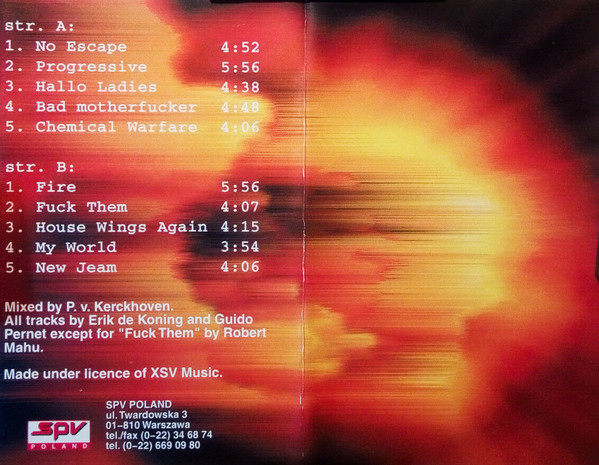 str. A:
1. No Escape 4:52
2. Progressive 5:56
3. Hallo Ladies 4:38
4. Bad motherfucker 4:48
5. Chemical Warfare 4:06
str. B:
1. Fire 5:56
2. Fuck Them 4:07
3. House Wings Again 4:15
4. My World 3:54
5. New Jeam 4:06
Mixed by P. v. Kerckhoven.
All tracks by Erik de Koning and Guido
Pernet except for "Fuck Them" by Robert
Mahu.
Made under licence of XSV Music.
SPV
POLAND
SPV POLAND
ul. Twardowska 3
01–810 Warszawa
tel./fax (0–22) 34 68 74
tel. (0–22) 669 09 80